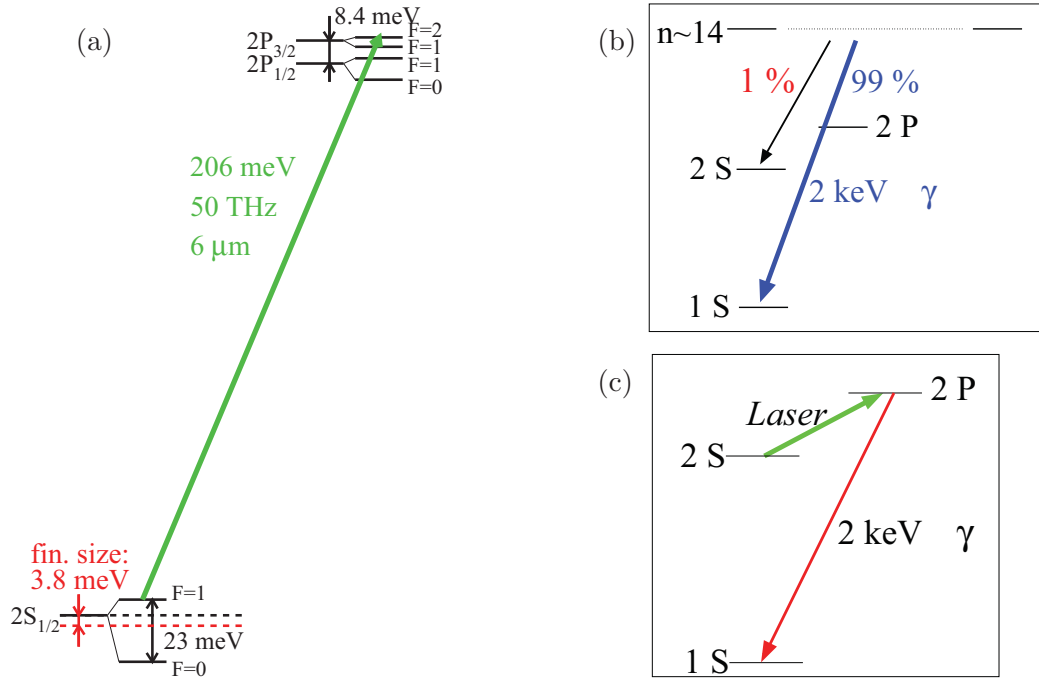 (a)
8.4 meV
2P3/2
2P1/2
F=2
F=1
F=1
F=0
206 meV
50 THz
6 μm
fin. size:
3.8 meV
2S1/2
F=1
23 meV
F=0
(b)
n~14
1 %
99 %
2 P
2 S
2 keV γ
1 S
(c)
2 P
Laser
2 S
2 keV γ
1 S